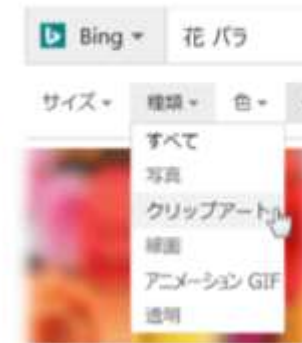 Bing 花 バラ
サイズ 種類 色
すべて
写真
クリップアート
線画
アニメーション GIF
透明